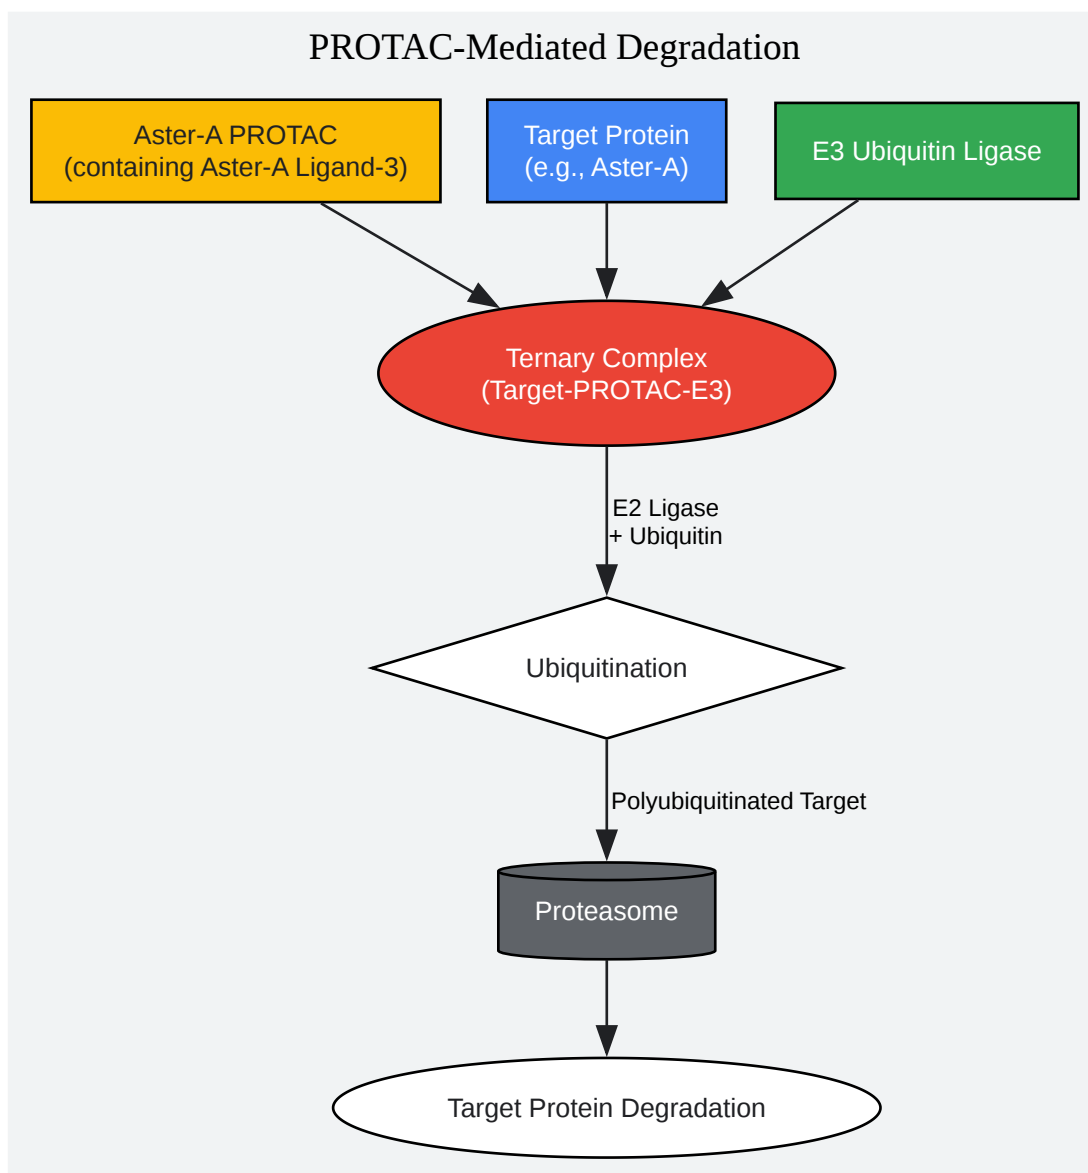 PROTAC-Mediated Degradation
Aster-A PROTAC
(containing Aster-A Ligand-3)
Target Protein
(e.g., Aster-A)
E3 Ubiquitin Ligase
Ternary Complex
(Target-PROTAC-E3)
E2 Ligase
+ Ubiquitin
Ubiquitination
Polyubiquitinated Target
Proteasome
Target Protein Degradation